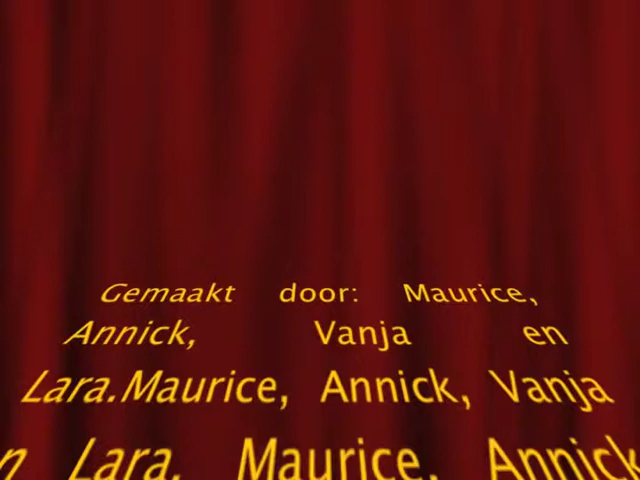 Gemaakt door: Maurice,
Annick, Vanja en
Lara.Maurice, Annick, Vanja
n Lara. Maurice, Annick